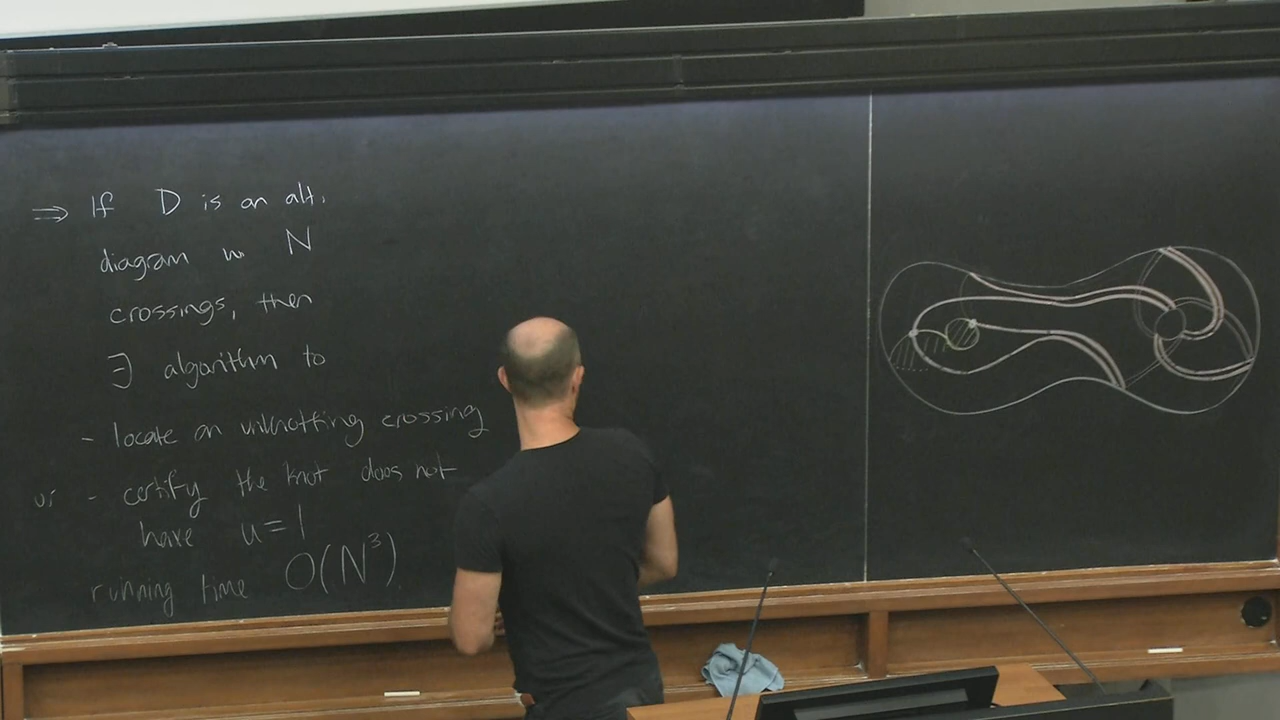 ⇒ If D is an alt.
diagram w. N
crossings, then
∃ algorithm to
- locate an unknotting crossing
or - certify the knot does not
have u=1
running time O(N³)